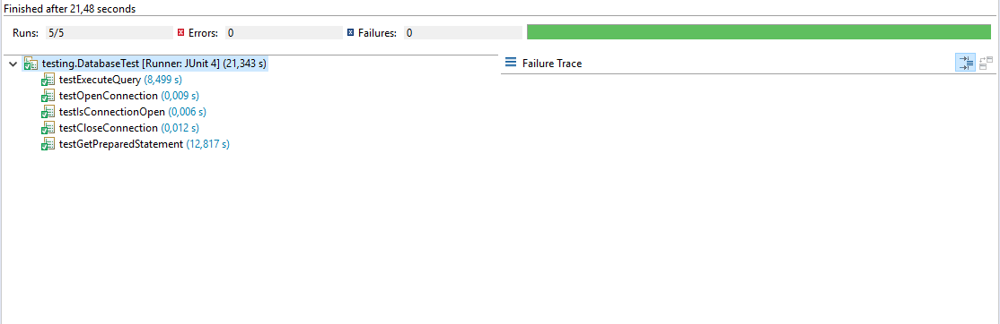 Finished after 21,48 seconds
Runs: 5/5 Errors: 0 Failures: 0
testing.DatabaseTest [Runner: JUnit 4] (21,343 s)
Failure Trace
testExecuteQuery (8,499 s)
testOpenConnection (0,009 s)
testIsConnectionOpen (0,006 s)
testCloseConnection (0,012 s)
testGetPreparedStatement (12,817 s)